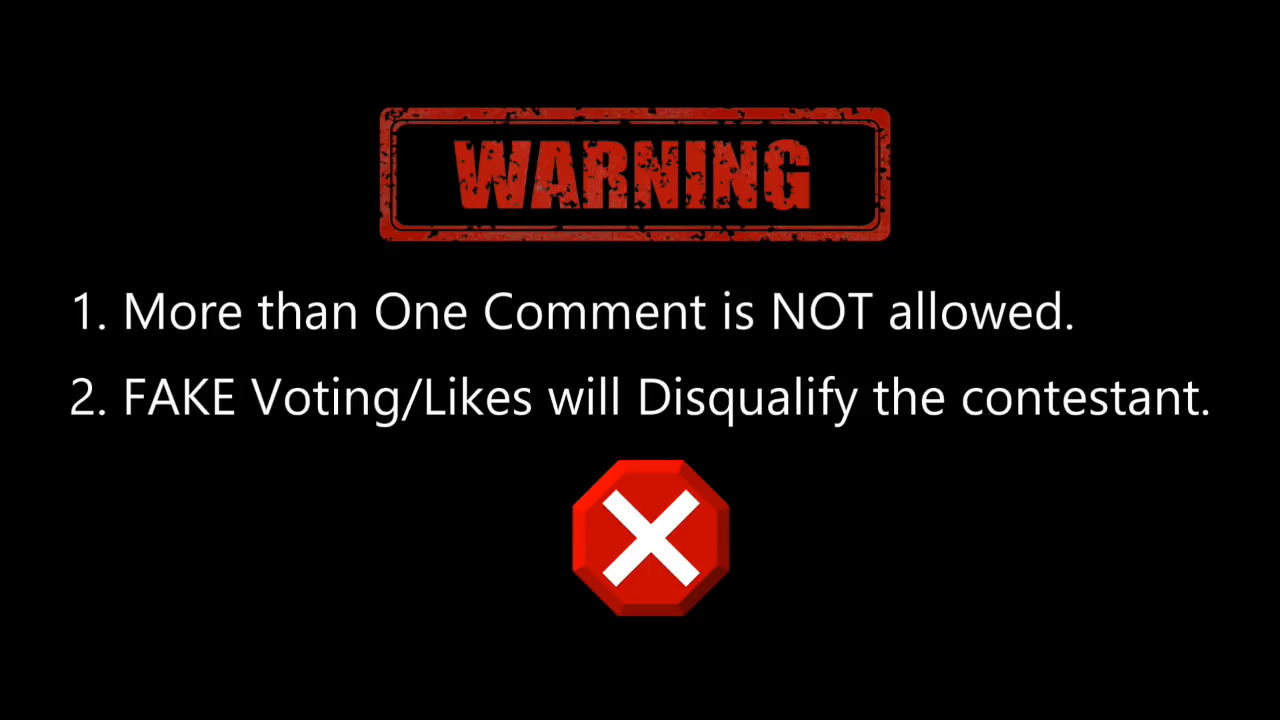 WARNING
1. More than One Comment is NOT allowed.
2. FAKE Voting/Likes will Disqualify the contestant.